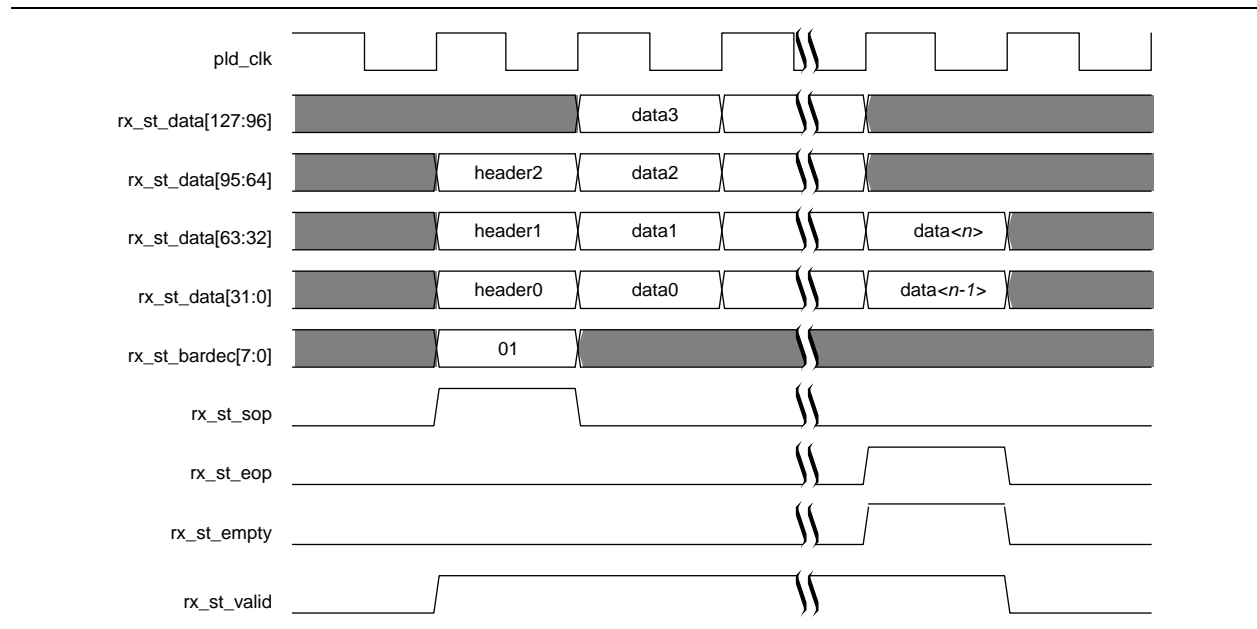 pld_clk
rx_st_data[127:96] data3
rx_st_data[95:64] header2 data2
rx_st_data[63:32] header1 data1 data<n>
rx_st_data[31:0] header0 data0 data<n-1>
rx_st_bardec[7:0] 01
rx_st_sop
rx_st_eop
rx_st_empty
rx_st_valid